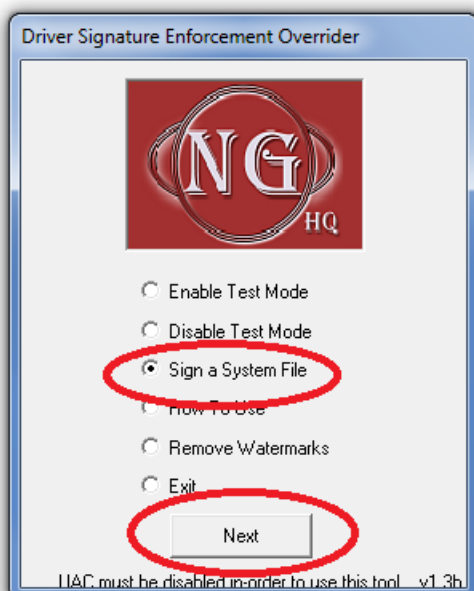 Driver Signature Enforcement Overrider
NG
HQ
Enable Test Mode
Disable Test Mode
Sign a System File
How To Use
Remove Watermarks
Exit
Next
UAC must be disabled in-order to use this tool v1.3b